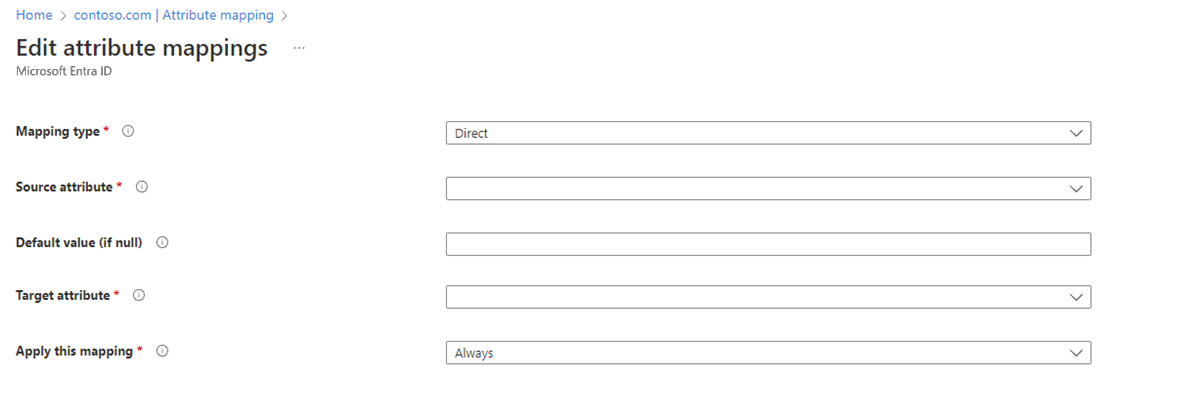 Home > contoso.com | Attribute mapping >
Edit attribute mappings ...
Microsoft Entra ID
Mapping type * Direct
Source attribute *
Default value (if null)
Target attribute *
Apply this mapping * Always